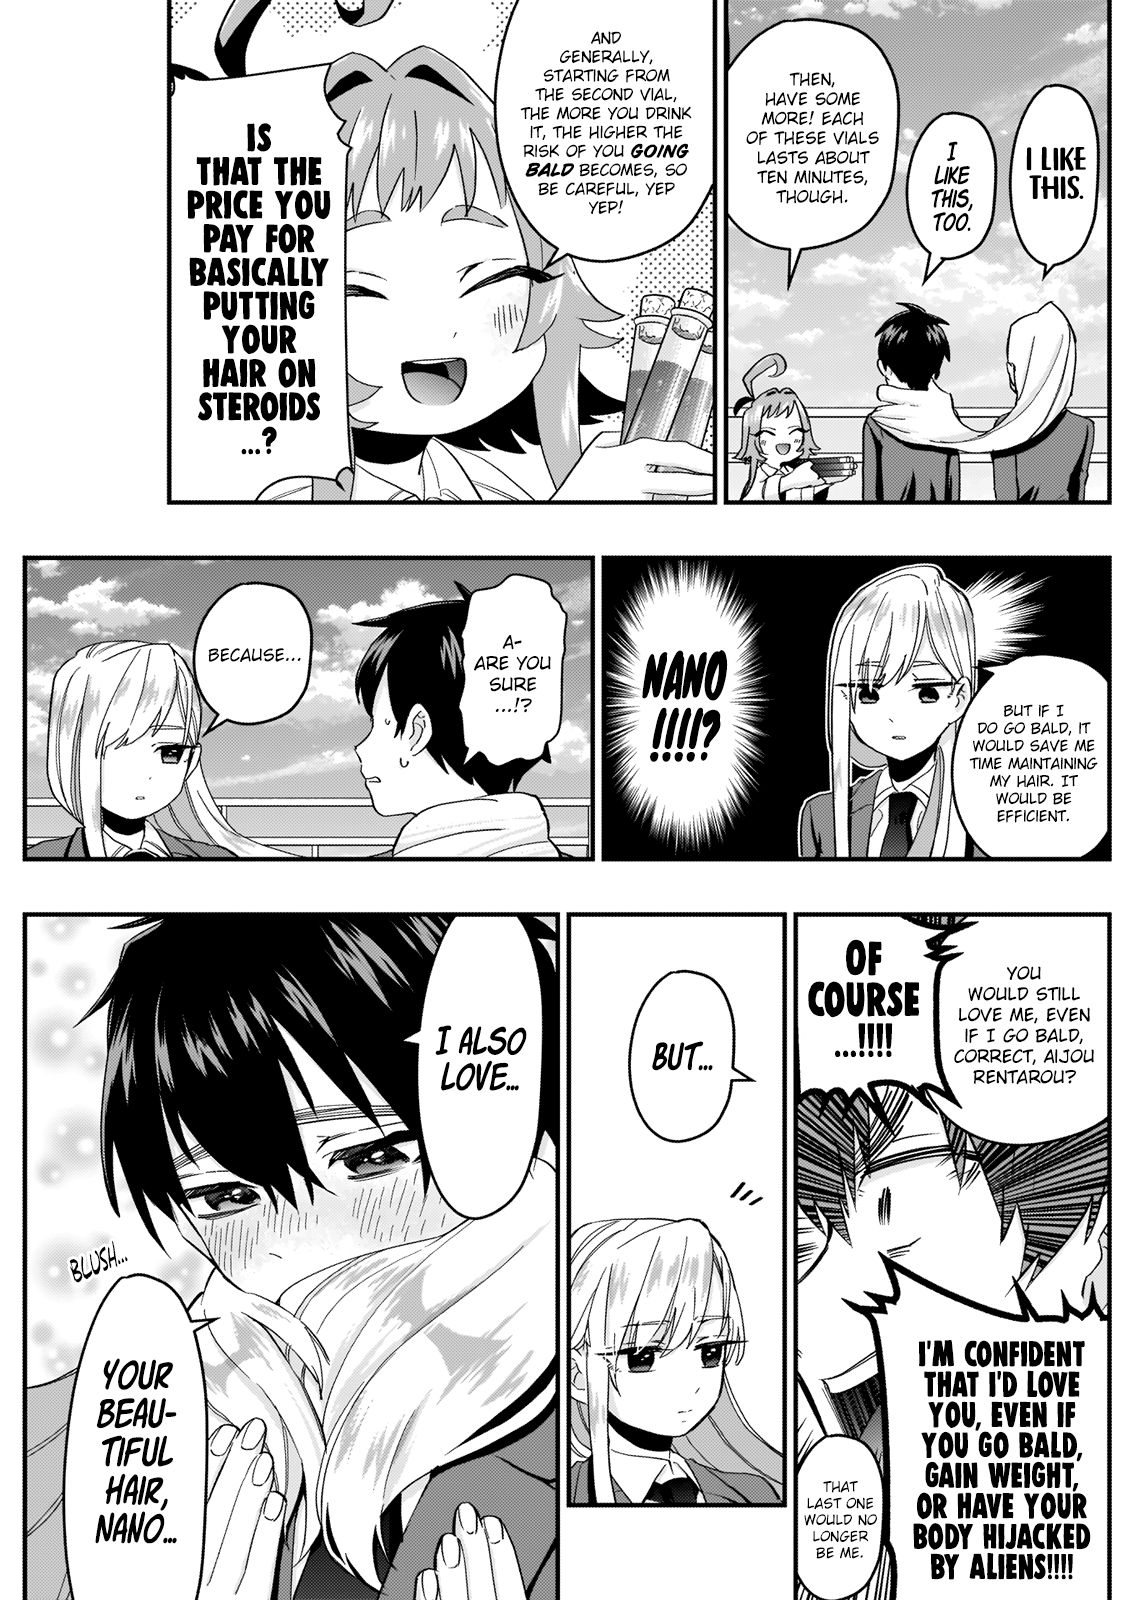 I LIKE
THIS.
I
LIKE
THIS,
TOO.
THEN,
HAVE SOME
MORE! EACH
OF THESE VIALS
LASTS ABOUT
TEN MINUTES,
THOUGH.
AND
GENERALLY,
STARTING FROM
THE SECOND VIAL,
THE MORE YOU DRINK
IT, THE HIGHER THE
RISK OF YOU GOING
BALD BECOMES, SO
BE CAREFUL, YEP
YEP!
IS
THAT THE
PRICE YOU
PAY FOR
BASICALLY
PUTTING
YOUR
HAIR ON
STEROIDS
...?
BUT IF I
DO GO BALD, IT
WOULD SAVE ME
TIME MAINTAINING
MY HAIR. IT
WOULD BE
EFFICIENT.
NANO
!!!!!?
A-
ARE YOU
SURE
...!?
BECAUSE...
YOU
WOULD STILL
LOVE ME, EVEN
IF I GO BALD,
CORRECT, AIJOU
RENTAROU?
OF
COURSE
...!!!!
I'M CONFIDENT
THAT I'D LOVE
YOU, EVEN IF
YOU GO BALD,
GAIN WEIGHT,
OR HAVE YOUR
BODY HIJACKED
BY ALIENS!!!!
THAT
LAST ONE
WOULD NO
LONGER
BE ME.
BUT...
I ALSO
LOVE...
BLUSH...
YOUR
BEAU-
TIFUL
HAIR,
NANO...